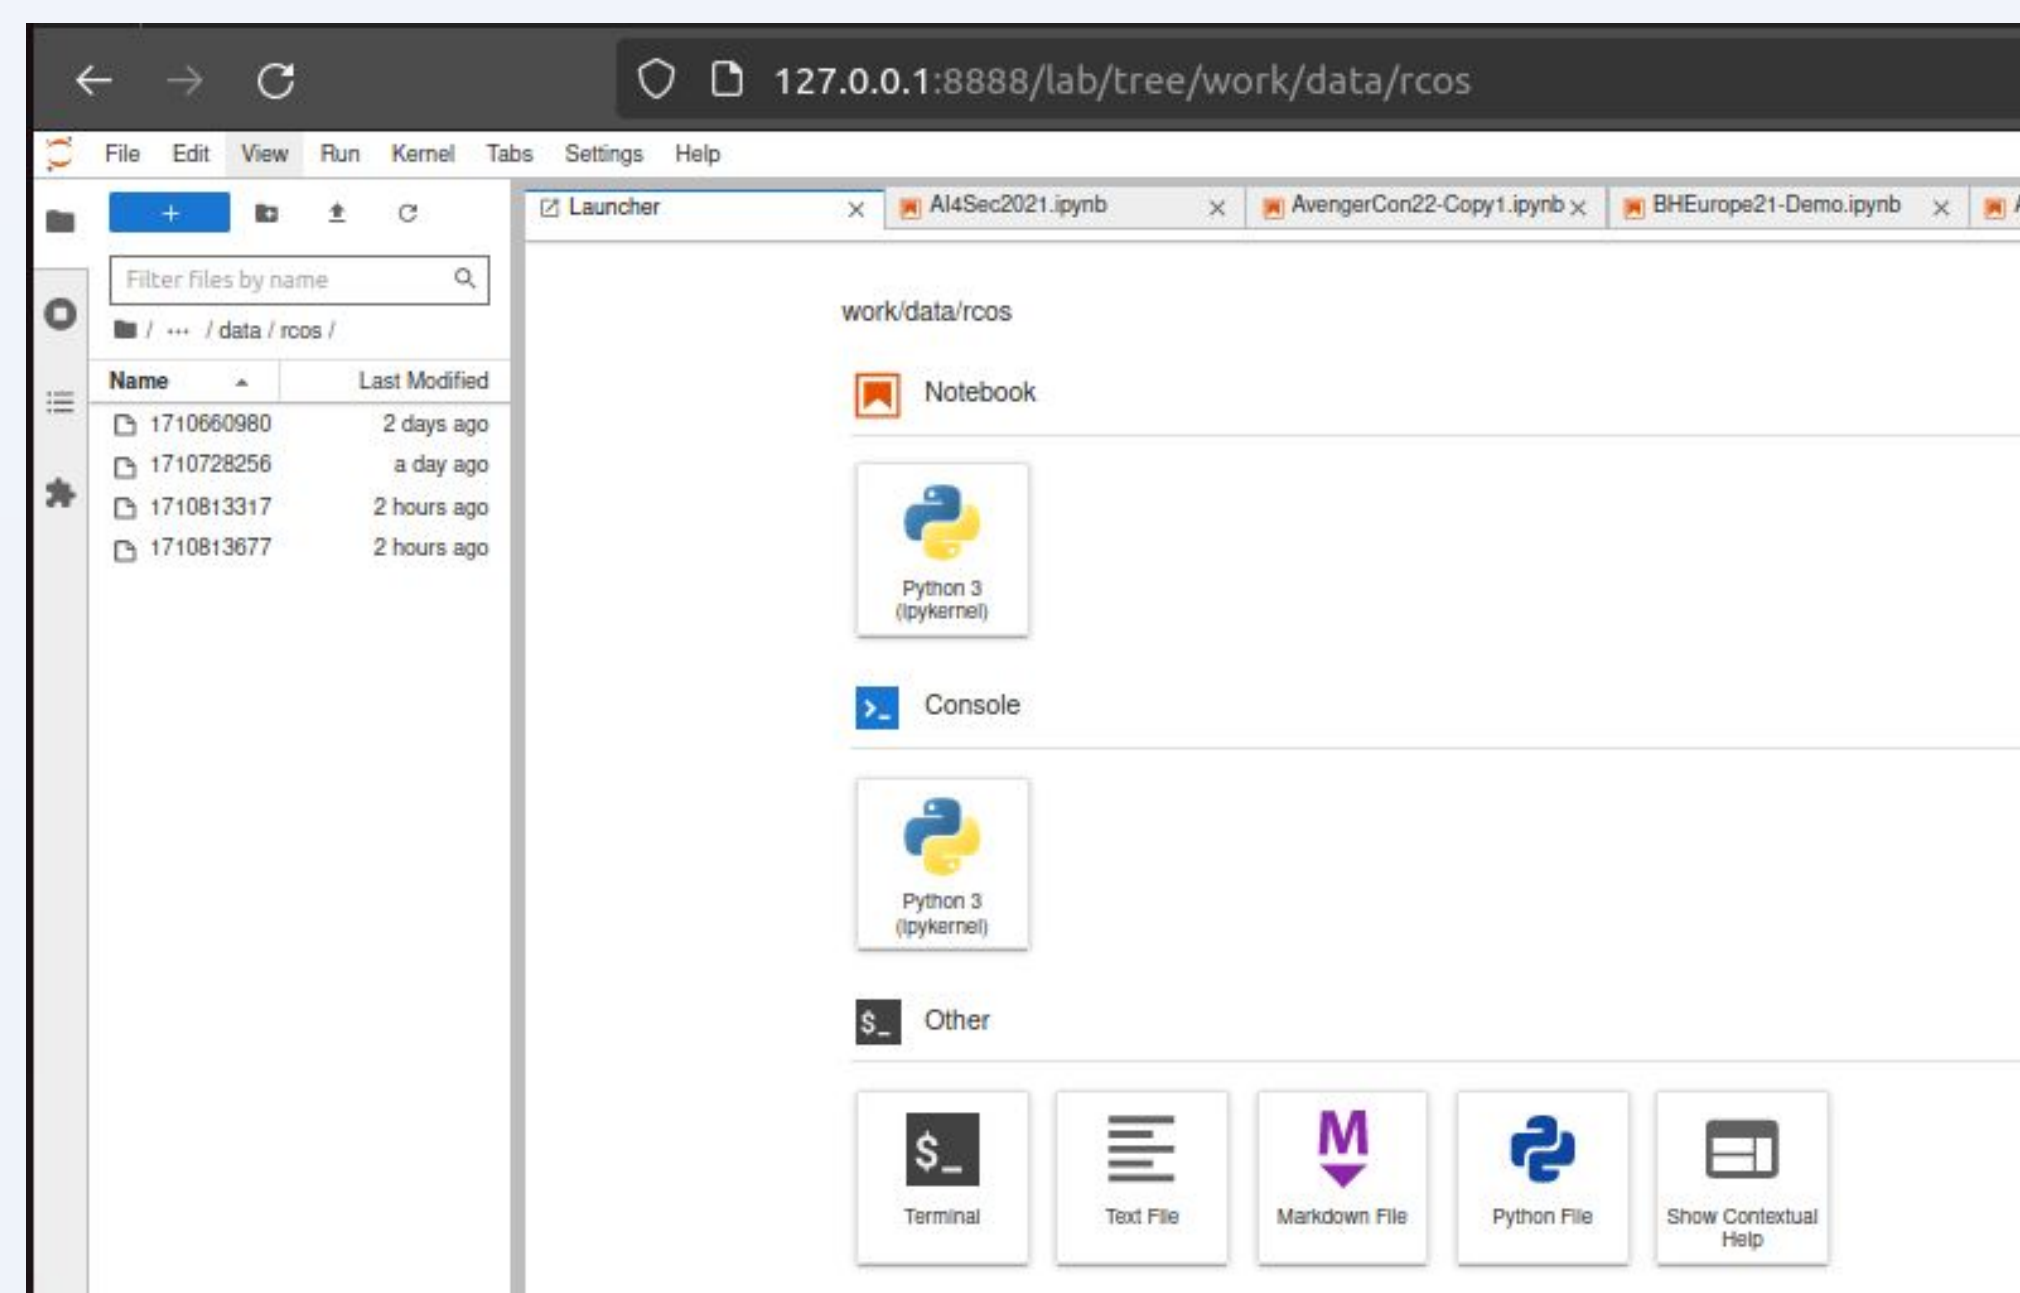 127.0.0.1:8888/lab/tree/work/data/rcos
File Edit View Run Kernel Tabs Settings Help
+
Launcher
AI4Sec2021.ipynb
AvengerCon22-Copy1.ipynb
BHEurope21-Demo.ipynb
Filter files by name
/ ··· / data / rcos /
Name Last Modified
1710660980 2 days ago
1710728256 a day ago
1710813317 2 hours ago
1710813677 2 hours ago
work/data/rcos
Notebook
Python 3
(ipykernel)
>_ Console
Python 3
(ipykernel)
$_ Other
$_
Terminal
Text File
M
Markdown File
Python File
Show Contextual
Help